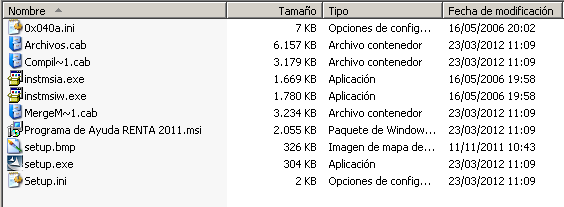 Nombre Tamaño Tipo Fecha de modificación
0x040a.ini 7 KB Opciones de config... 16/05/2006 20:02
Archivos.cab 6.157 KB Archivo contenedor 23/03/2012 11:09
Compil~1.cab 3.179 KB Archivo contenedor 23/03/2012 11:09
instmsia.exe 1.669 KB Aplicación 16/05/2006 19:58
instmsiw.exe 1.780 KB Aplicación 16/05/2006 19:58
MergeM~1.cab 3.234 KB Archivo contenedor 23/03/2012 11:09
Programa de Ayuda RENTA 2011.msi 2.055 KB Paquete de Window... 23/03/2012 11:09
setup.bmp 326 KB Imagen de mapa de... 11/11/2011 10:43
setup.exe 304 KB Aplicación 23/03/2012 11:09
Setup.ini 2 KB Opciones de config... 23/03/2012 11:09